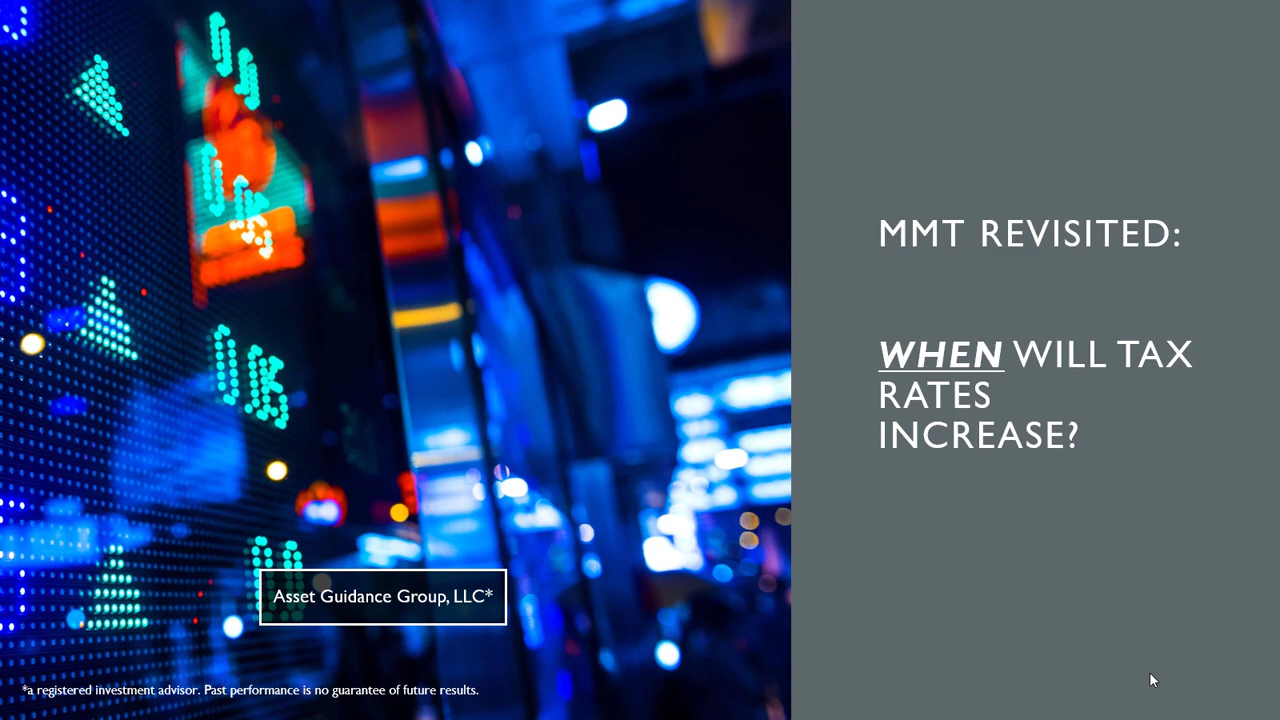 MMT REVISITED:
WHEN WILL TAX
RATES
INCREASE?
Asset Guidance Group, LLC*
*a registered investment advisor. Past performance is no guarantee of future results.